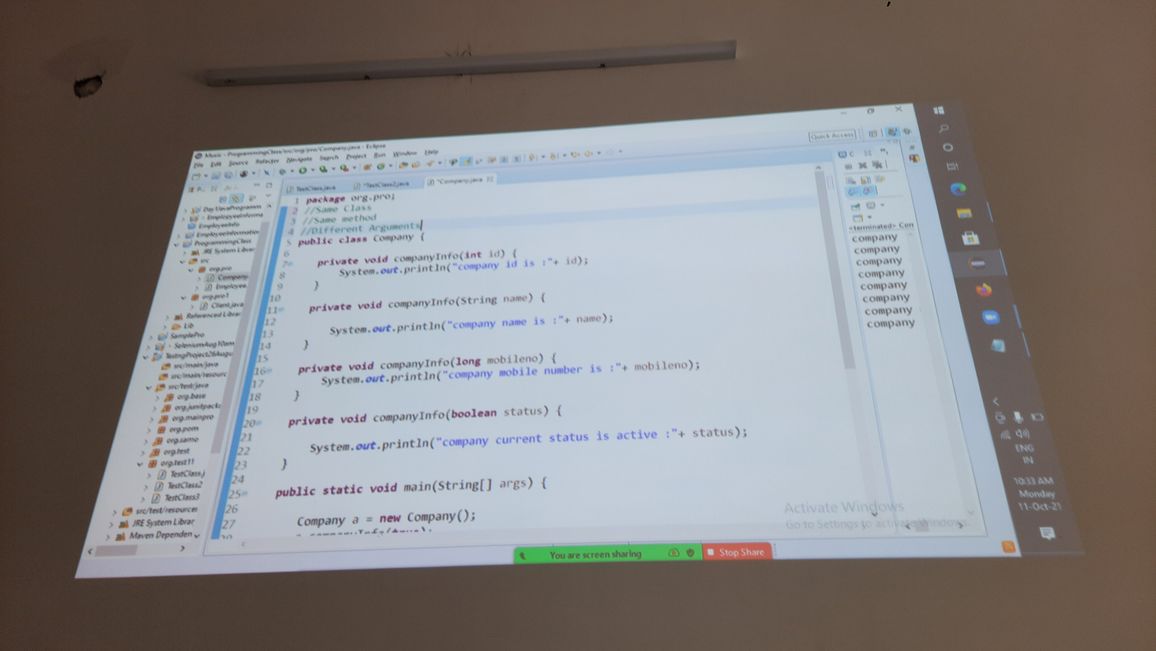 Music - ProgrammingClass/src/org/pro/Company.java - Eclipse
File Edit Source Refactor Navigate Search Project Run Window Help
Quick Access
TestClass.java *TestClass2.java *Company.java
1 package org.pro;
2 //Same Class
3 //Same method
4 //Different Arguments
5 public class Company {
6
7 private void companyInfo(int id) {
8 System.out.println("company id is :"+ id);
9 }
10
11 private void companyInfo(String name) {
12
13 System.out.println("company name is :"+ name);
14 }
15
16 private void companyInfo(long mobileno) {
17 System.out.println("company mobile number is :"+ mobileno);
18 }
19
20 private void companyInfo(boolean status) {
21
22 System.out.println("company current status is active :"+ status);
23 }
24
25 public static void main(String[] args) {
26
27 Company a = new Company();
EmployeeInforma
EmployeeInfo
EmployeeInformatio
ProgrammingClass
JRE System Librar
src
org.pro
Company
Employee
org.pro1
Client.java
Referenced Librar
Lib
SamplePro
src/main/java
src/main/resourc
src/test/java
org.base
org.junitpack
org.mainpro
org.pom
org.samo
org.test
org.test11
TestClass.j
TestClass2
TestClass3
src/test/resources
JRE System Librar
Maven Dependen
<terminated> Com
company
company
company
company
company
company
company
company
Activate Windows
Go to Settings to activate Windows.
You are screen sharing
Stop Share
ENG
IN
10:33 AM
Monday
11-Oct-21